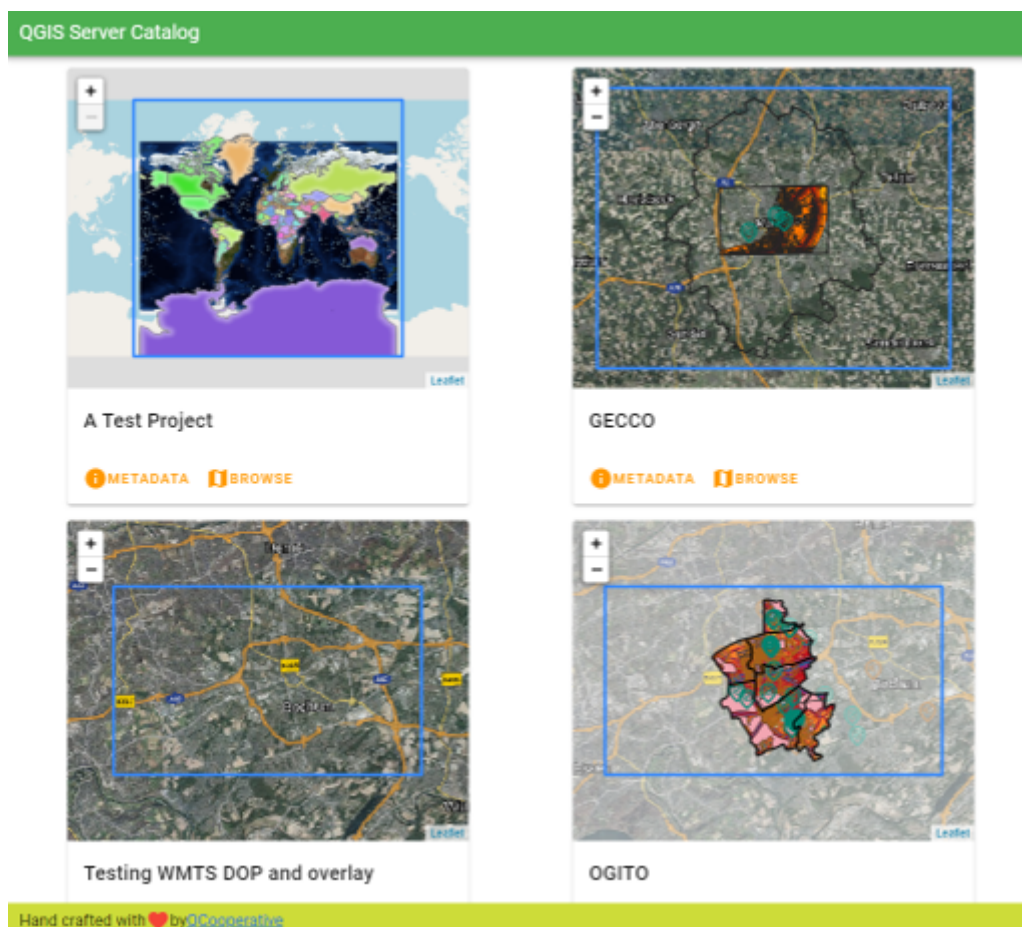 QGIS Server Catalog
+
−
Leaflet
A Test Project
METADATA BROWSE
+
−
Leaflet
GECCO
METADATA BROWSE
+
−
Leaflet
Testing WMTS DOP and overlay
+
−
Leaflet
OGITO
Hand crafted with ❤ by QCooperative